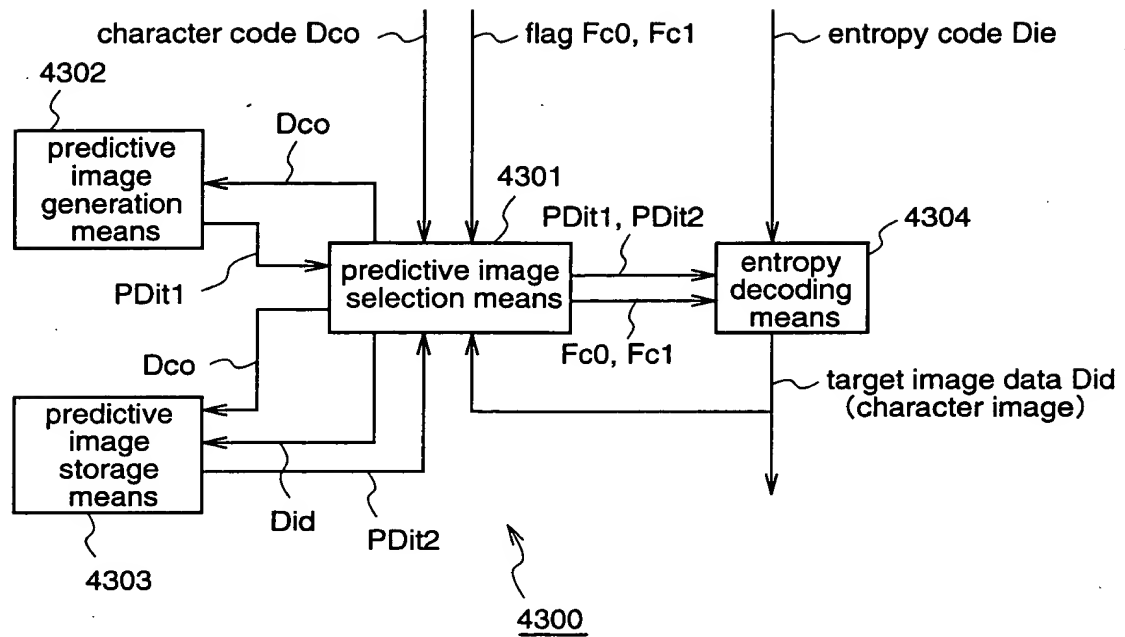 character code Dco
flag Fc0, Fc1
entropy code Die
4302
predictive
image
generation
means
Dco
4301
PDit1, PDit2
4304
predictive image
selection means
entropy
decoding
means
PDit1
Fc0, Fc1
Dco
target image data Did
(character image)
predictive
image
storage
means
Did
PDit2
4303
4300